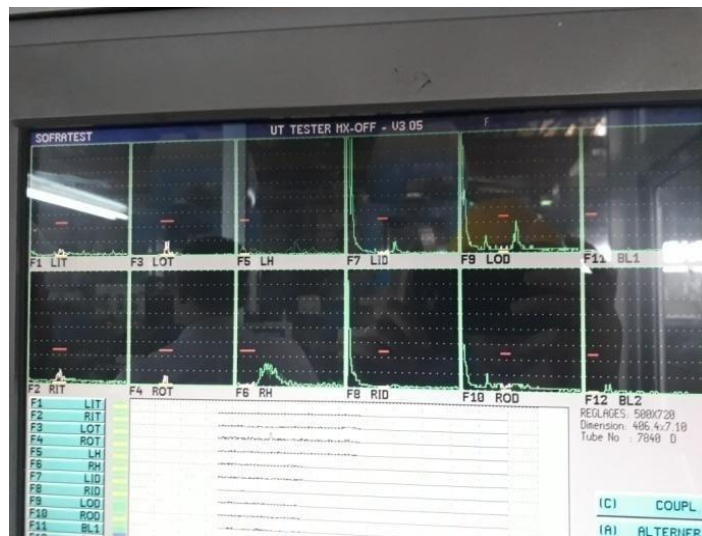 SOFRATEST
UT TESTER MX-OFF - V3 05
F
F1 LIT
F3 LOT
F5 LH
F7 LID
F9 LOD
F11 BL1
F2 RIT
F4 ROT
F6 RH
F8 RID
F10 ROD
F12 BL2
F1 LIT
F2 RIT
F3 LOT
F4 ROT
F5 LH
F6 RH
F7 LID
F8 RID
F9 LOD
F10 ROD
F11 BL1
REGLAGES: 508X720
Dimension: 406.4x7.10
Tube No : 7040 D
(C) COUPL
(A) ALTERNER